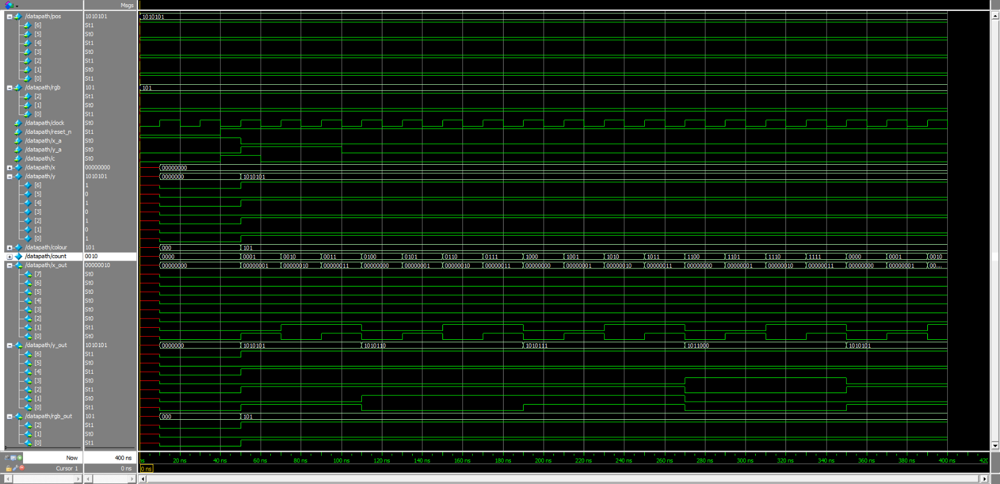 Msgs
/datapath/pos 1010101 1010101
[6] St1
[5] St0
[4] St1
[3] St0
[2] St1
[1] St0
[0] St1
/datapath/rgb 101 101
[2] St1
[1] St0
[0] St1
/datapath/clock St0
/datapath/reset_n St1
/datapath/x_a St0
/datapath/y_a St0
/datapath/c St0
/datapath/x 00000000 00000000
/datapath/y 1010101 0000000 1010101
[6] 1
[5] 0
[4] 1
[3] 0
[2] 1
[1] 0
[0] 1
/datapath/colour 101 000 101
/datapath/count 0010 0000 0001 0010 0011 0100 0101 0110 0111 1000 1001 1010 1011 1100 1101 1110 1111 0000 0001 0010
/datapath/x_out 00000010 00000000 00000001 00000010 00000011 00000000 00000001 00000010 00000011 00000000 00000001 00000010 00000011 00000000 00000001 00000010 00000011 00000000 00000001 00...
[7] St0
[6] St0
[5] St0
[4] St0
[3] St0
[2] St0
[1] St1
[0] St0
/datapath/y_out 1010101 0000000 1010101 1010110 1010111 1011000 1010101
[6] St1
[5] St0
[4] St1
[3] St0
[2] St1
[1] St0
[0] St1
/datapath/rgb_out 101 000 101
[2] St1
[1] St0
[0] St1
Now 400 ns ns 20 ns 40 ns 60 ns 80 ns 100 ns 120 ns 140 ns 160 ns 180 ns 200 ns 220 ns 240 ns 260 ns 280 ns 300 ns 320 ns 340 ns 360 ns 380 ns 400 ns 420
Cursor 1 0 ns 0 ns